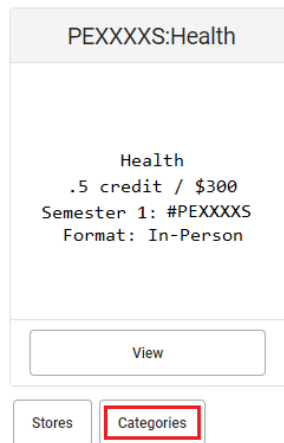 PEXXXXS:Health
Health
.5 credit / $300
Semester 1: #PEXXXXS
Format: In-Person
View
Stores
Categories